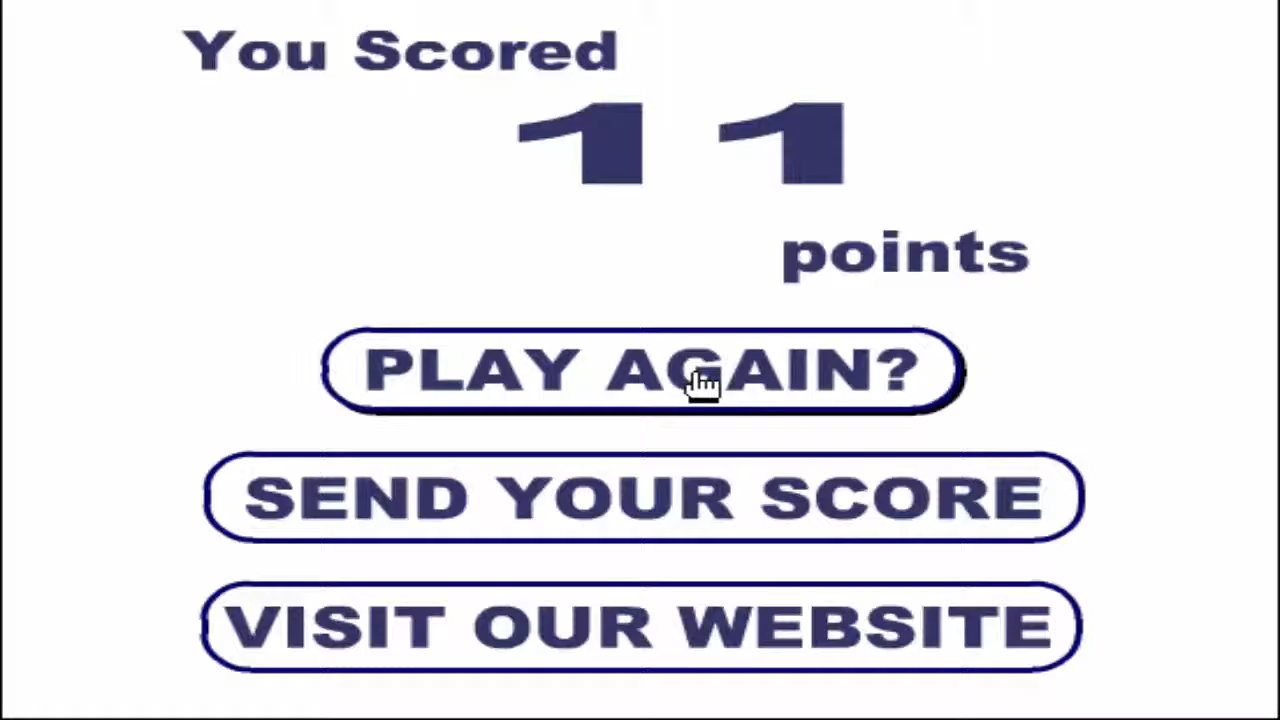 You Scored
11
points
PLAY AGAIN?
SEND YOUR SCORE
VISIT OUR WEBSITE